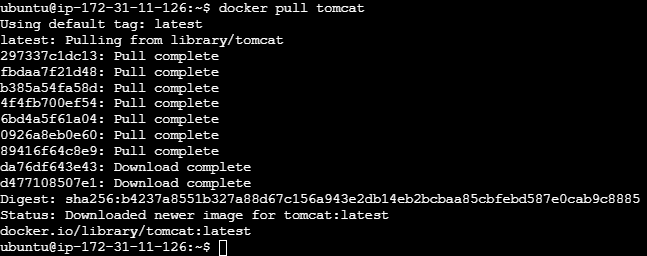 ubuntu@ip-172-31-11-126:~$ docker pull tomcat
Using default tag: latest
latest: Pulling from library/tomcat
297337c1dc13: Pull complete
fbdaa7f21d48: Pull complete
b385a54fa58d: Pull complete
4f4fb700ef54: Pull complete
6bd4a5f61a04: Pull complete
0926a8eb0e60: Pull complete
89416f64c8e9: Pull complete
da76df643e43: Download complete
d477108507e1: Download complete
Digest: sha256:b4237a8551b327a88d67c156a943e2db14eb2bcbaa85cbfebd587e0cab9c8885
Status: Downloaded newer image for tomcat:latest
docker.io/library/tomcat:latest
ubuntu@ip-172-31-11-126:~$